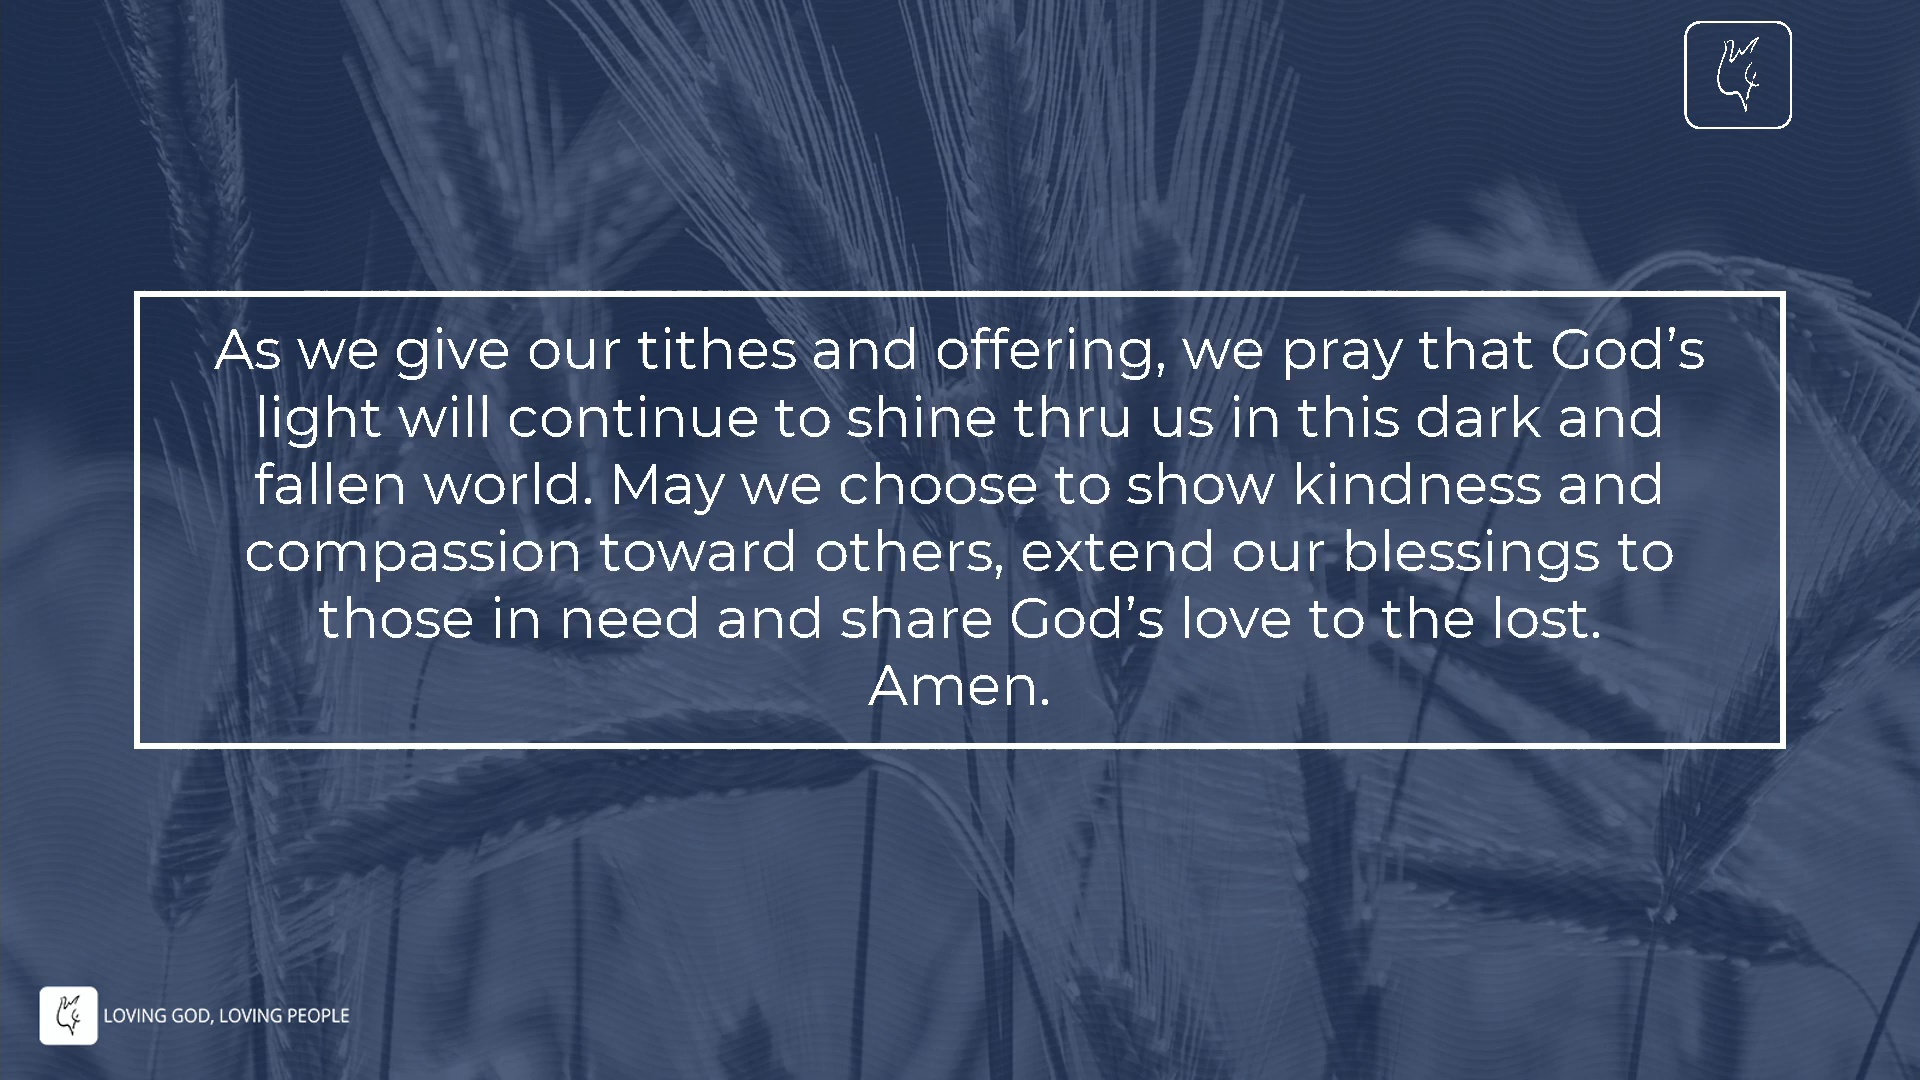 As we give our tithes and offering, we pray that God’s
light will continue to shine thru us in this dark and
fallen world. May we choose to show kindness and
compassion toward others, extend our blessings to
those in need and share God’s love to the lost.
Amen.
LOVING GOD, LOVING PEOPLE